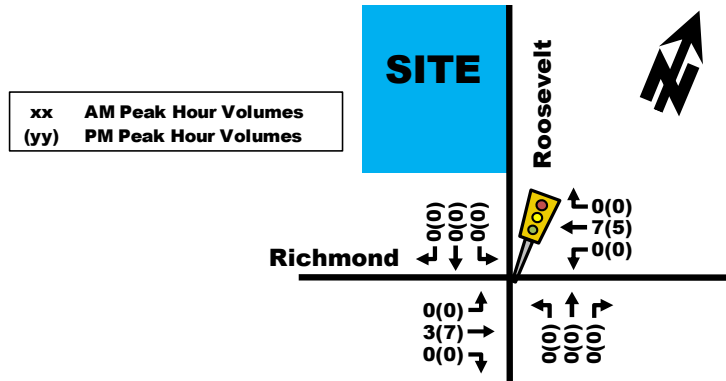 SITE
Roosevelt
xx AM Peak Hour Volumes
(yy) PM Peak Hour Volumes
0(0)
0(0)
0(0)
0(0)
7(5)
0(0)
Richmond
0(0)
3(7)
0(0)
0(0)
0(0)
0(0)
N